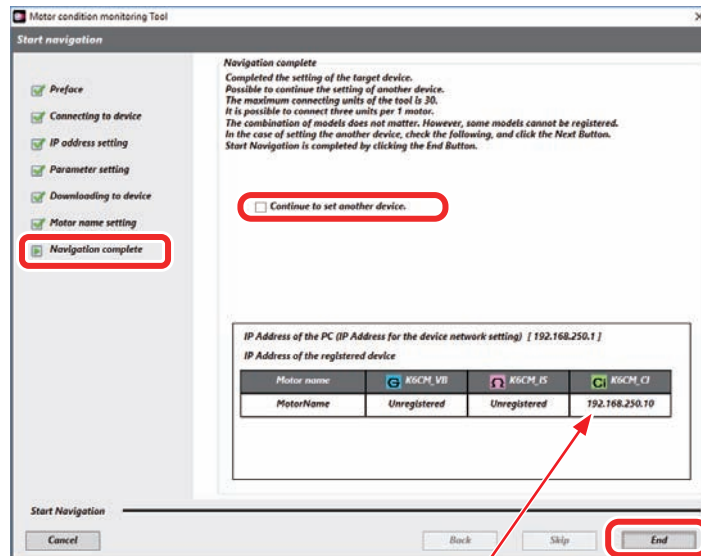 Motor condition monitoring Tool
Start navigation
Preface
Connecting to device
IP address setting
Parameter setting
Downloading to device
Motor name setting
Navigation complete
Navigation complete
Completed the setting of the target device.
Possible to continue the setting of another device.
The maximum connecting units of the tool is 30.
It is possible to connect three units per 1 motor.
The combination of models does not matter. However, some models cannot be registered.
In the case of setting the another device, check the following, and click the Next Button.
Start Navigation is completed by clicking the End Button.
Continue to set another device.
IP Address of the PC (IP Address for the device network setting) [ 192.168.250.1 ]
IP Address of the registered device
Motor name G K6CM_VB Ω K6CM_IS Ci K6CM_CI
MotorName Unregistered Unregistered 192.168.250.10
Start Navigation
Cancel Back Skip End